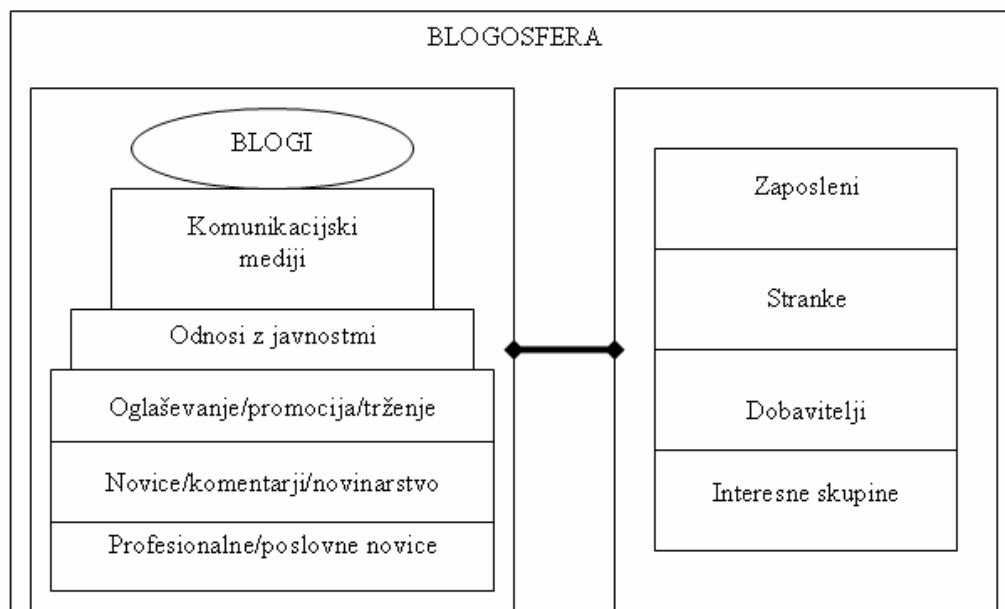 BLOGOSFERA
BLOGI
Komunikacijski
mediji
Odnosi z javnostmi
Oglaševanje/promocija/trženje
Novice/komentarji/novinarstvo
Profesionalne/poslovne novice
Zaposleni
Stranke
Dobavitelji
Interesne skupine